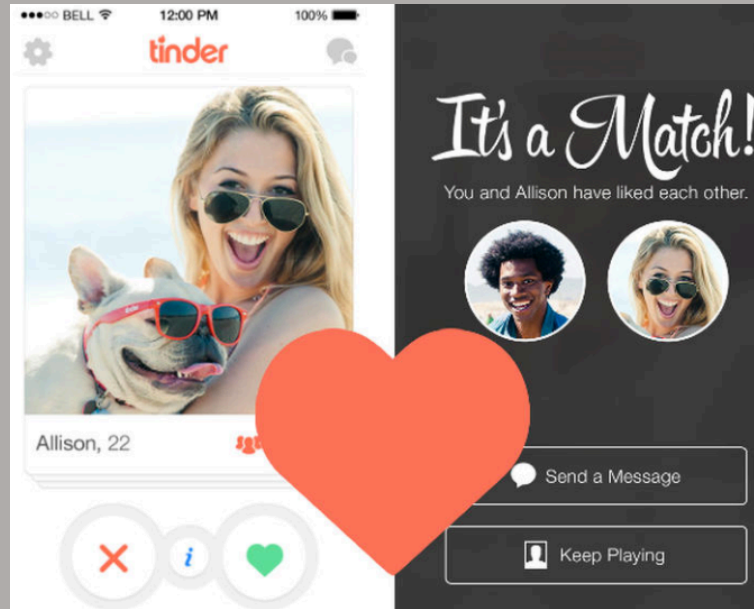 BELL 12:00 PM 100%
tinder
Allison, 22
i
It's a Match!
You and Allison have liked each other.
Send a Message
Keep Playing